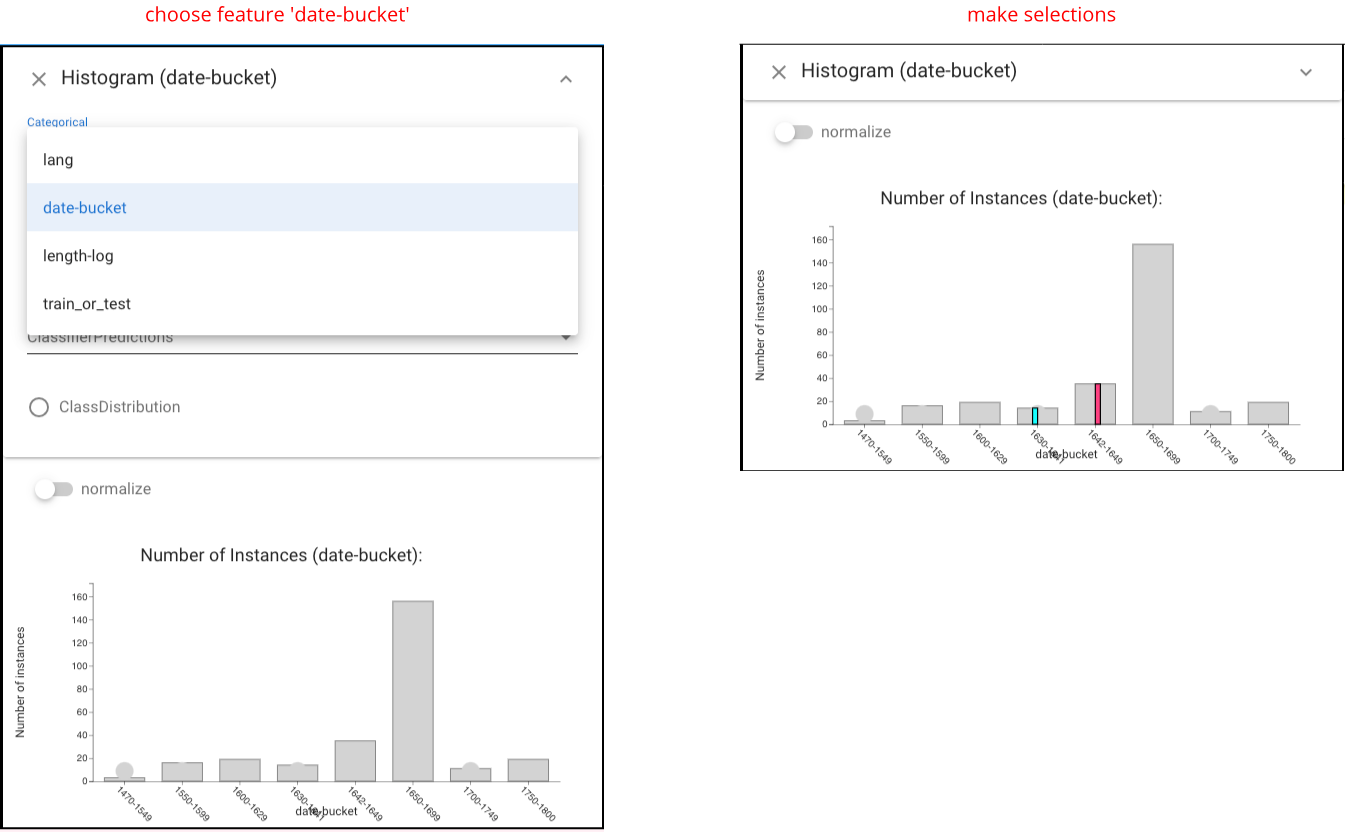 choose feature 'date-bucket'
Histogram (date-bucket)
Categorical
lang
date-bucket
length-log
train_or_test
ClassifierPredictions
ClassDistribution
normalize
Number of Instances (date-bucket):
Number of instances
160
140
120
100
80
60
40
20
0
1470-1549
1550-1599
1600-1629
1630-1641
1642-1649
1650-1699
1700-1749
1750-1800
date-bucket
make selections
Histogram (date-bucket)
normalize
Number of Instances (date-bucket):
Number of instances
160
140
120
100
80
60
40
20
0
1470-1549
1550-1599
1600-1629
1630-1641
1642-1649
1650-1699
1700-1749
1750-1800
date-bucket